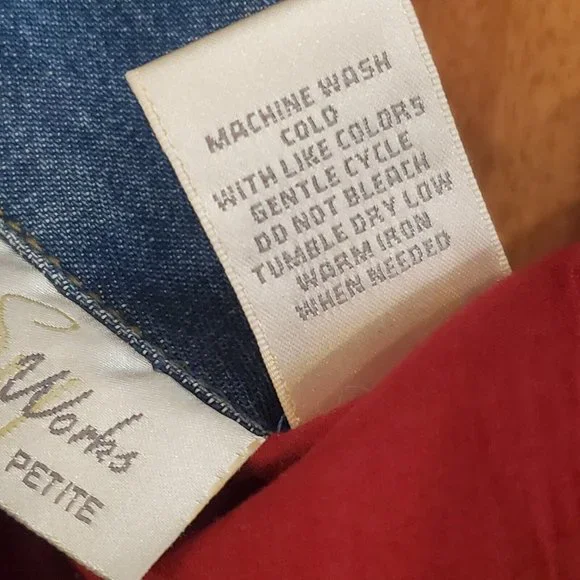 MACHINE WASH
COLD
WITH LIKE COLORS
GENTLE CYCLE
DO NOT BLEACH
TUMBLE DRY LOW
WARM IRON
WHEN NEEDED
Works
PETITE